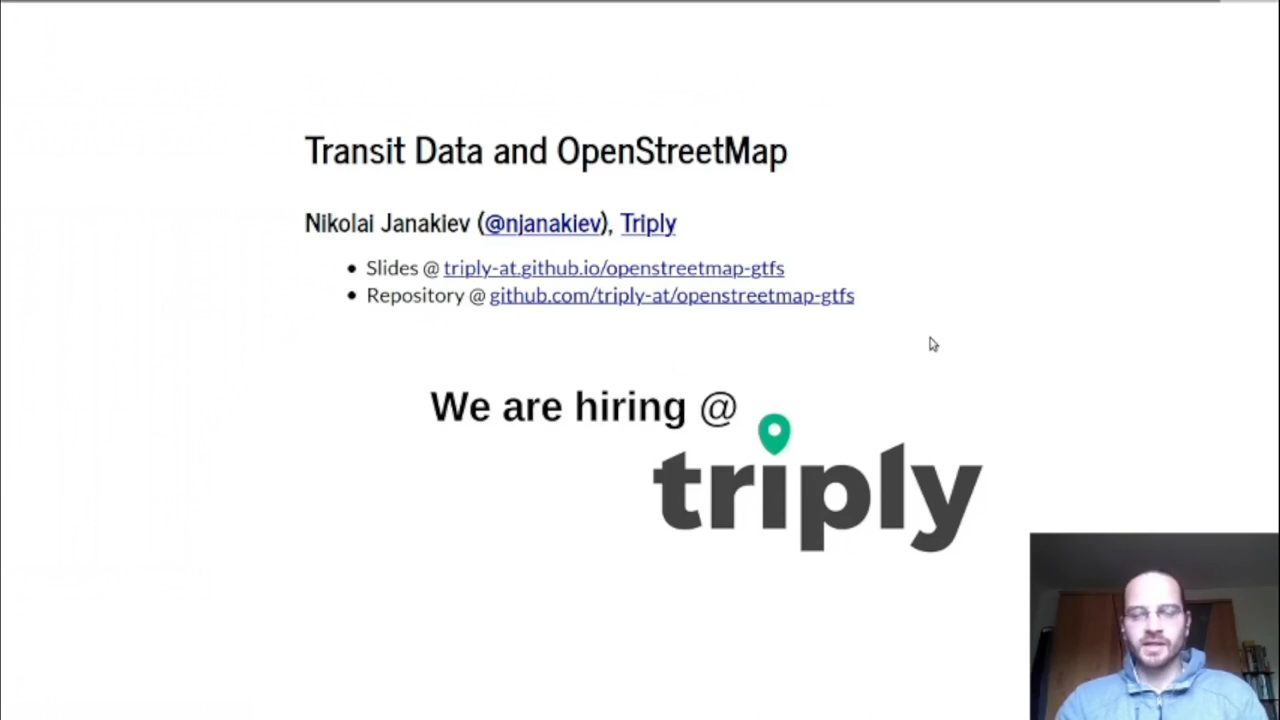 Transit Data and OpenStreetMap
Nikolai Janakiev (@njanakiev), Triply
Slides @ triply-at.github.io/openstreetmap-gtfs
Repository @ github.com/triply-at/openstreetmap-gtfs
We are hiring @
triply